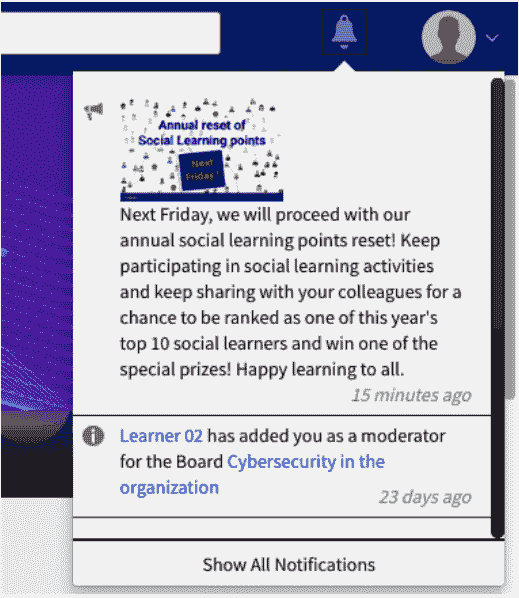 Annual reset of
Social Learning points
Next
Friday
Next Friday, we will proceed with our
annual social learning points reset! Keep
participating in social learning activities
and keep sharing with your colleagues for a
chance to be ranked as one of this year's
top 10 social learners and win one of the
special prizes! Happy learning to all.
15 minutes ago
Learner 02 has added you as a moderator
for the Board Cybersecurity in the
organization
23 days ago
Show All Notifications